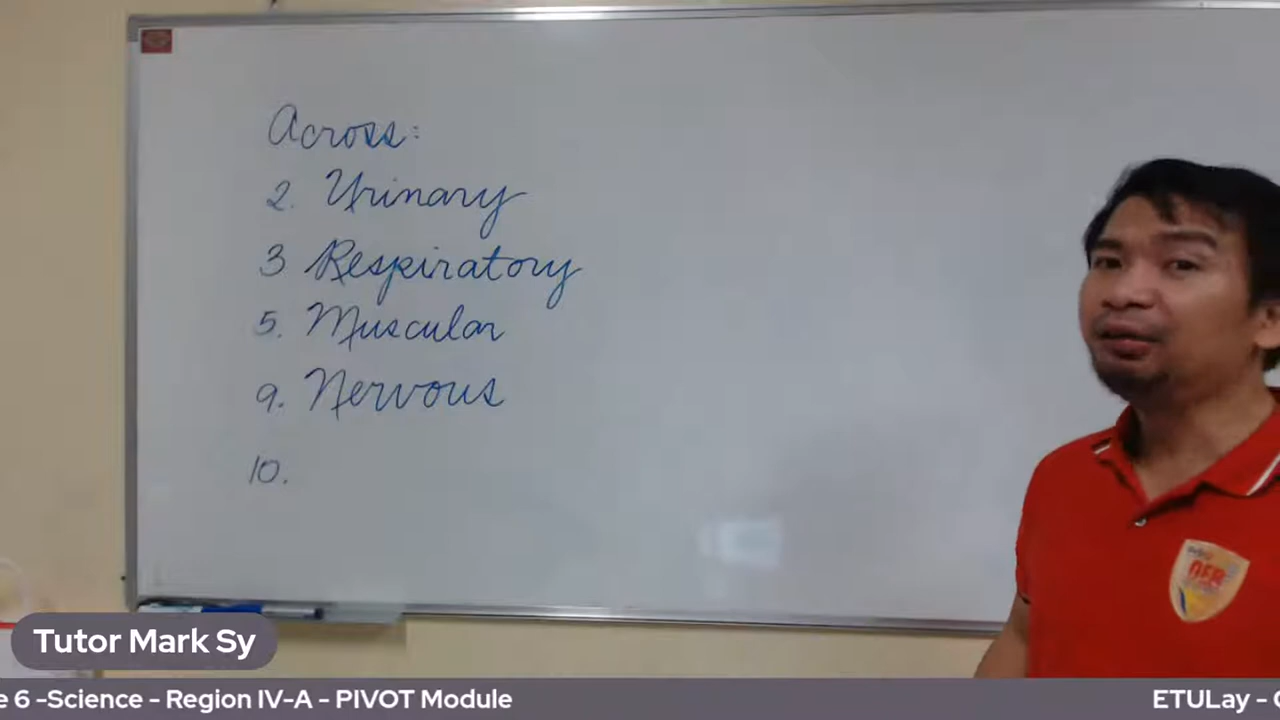 Across:
2. Urinary
3 Respiratory
5. Muscular
9. Nervous
10.
Tutor Mark Sy
e 6 -Science - Region IV-A - PIVOT Module
ETULay -